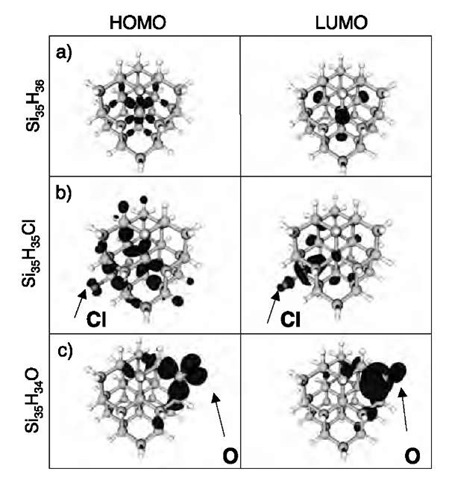 HOMO LUMO
Si35H36
a)
Si35H35Cl
b)
Cl
Cl
Si35H34O
c)
O
O